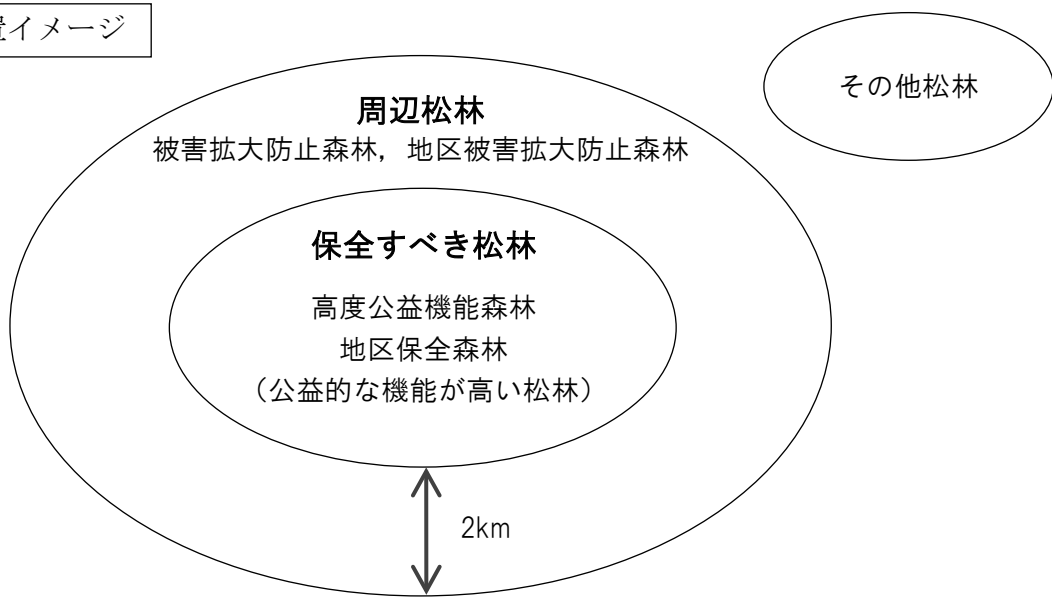 イメージ
その他松林
周辺松林
被害拡大防止森林，地区被害拡大防止森林
保全すべき松林
高度公益機能森林
地区保全森林
（公益的な機能が高い松林）
2km